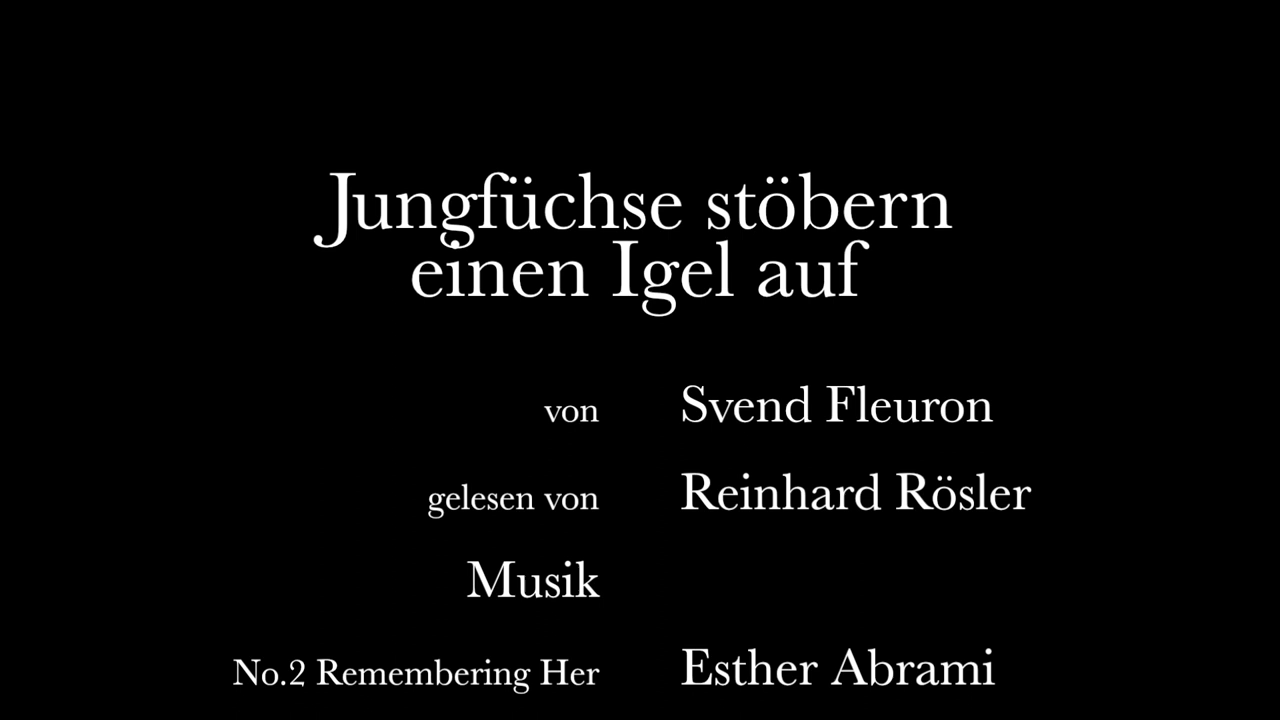 Jungfüchse stöbern
einen Igel auf
von Svend Fleuron
gelesen von Reinhard Rösler
Musik
No.2 Remembering Her Esther Abrami